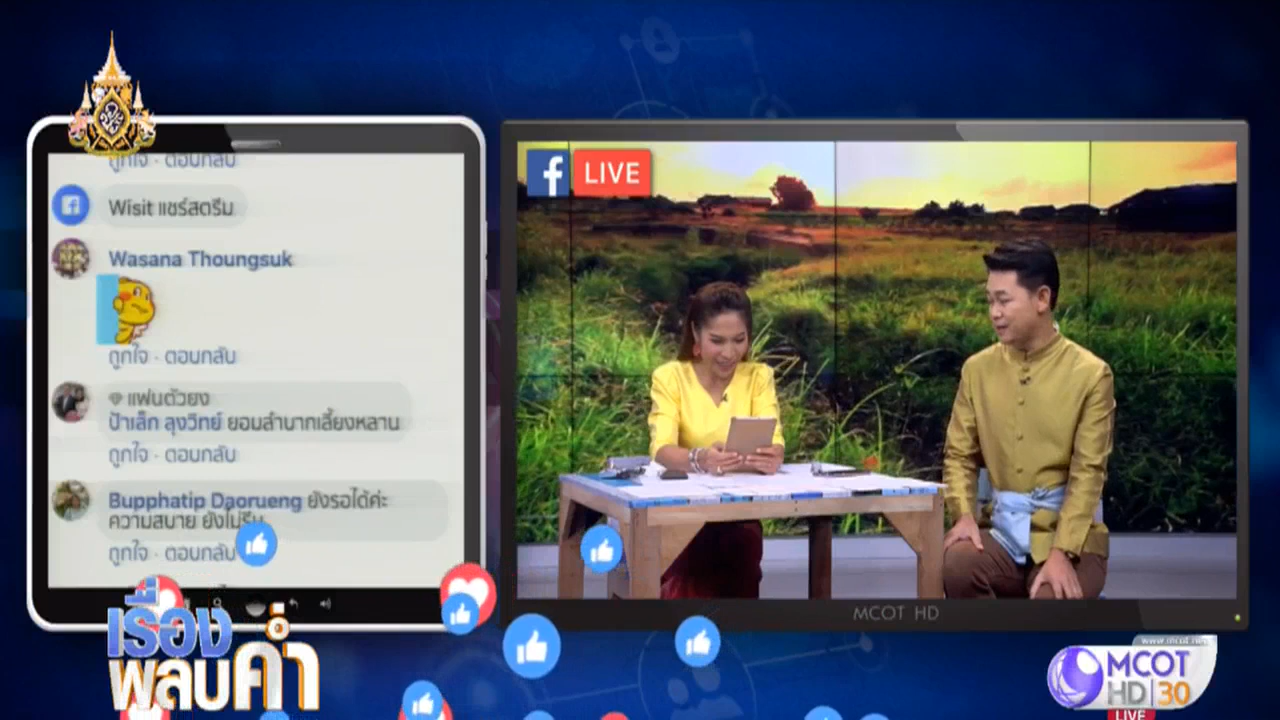 ถูกใจ · ตอบกลับ
Wisit แชร์สตรีม
Wasana Thoungsuk
ถูกใจ · ตอบกลับ
แฟนตัวยง
ป้าเล็ก ลุงวิทย์ ยอมลำบากเลี้ยงหลาน
ถูกใจ · ตอบกลับ
Bupphatip Daorueng ยังรอได้ค่ะ
ความสบาย ยังไม่รีบ
ถูกใจ · ตอบกลับ
f LIVE
MCOT HD
เรื่อง
พลบค่ำ
www.mcot.net
MCOT
HD 30
LIVE